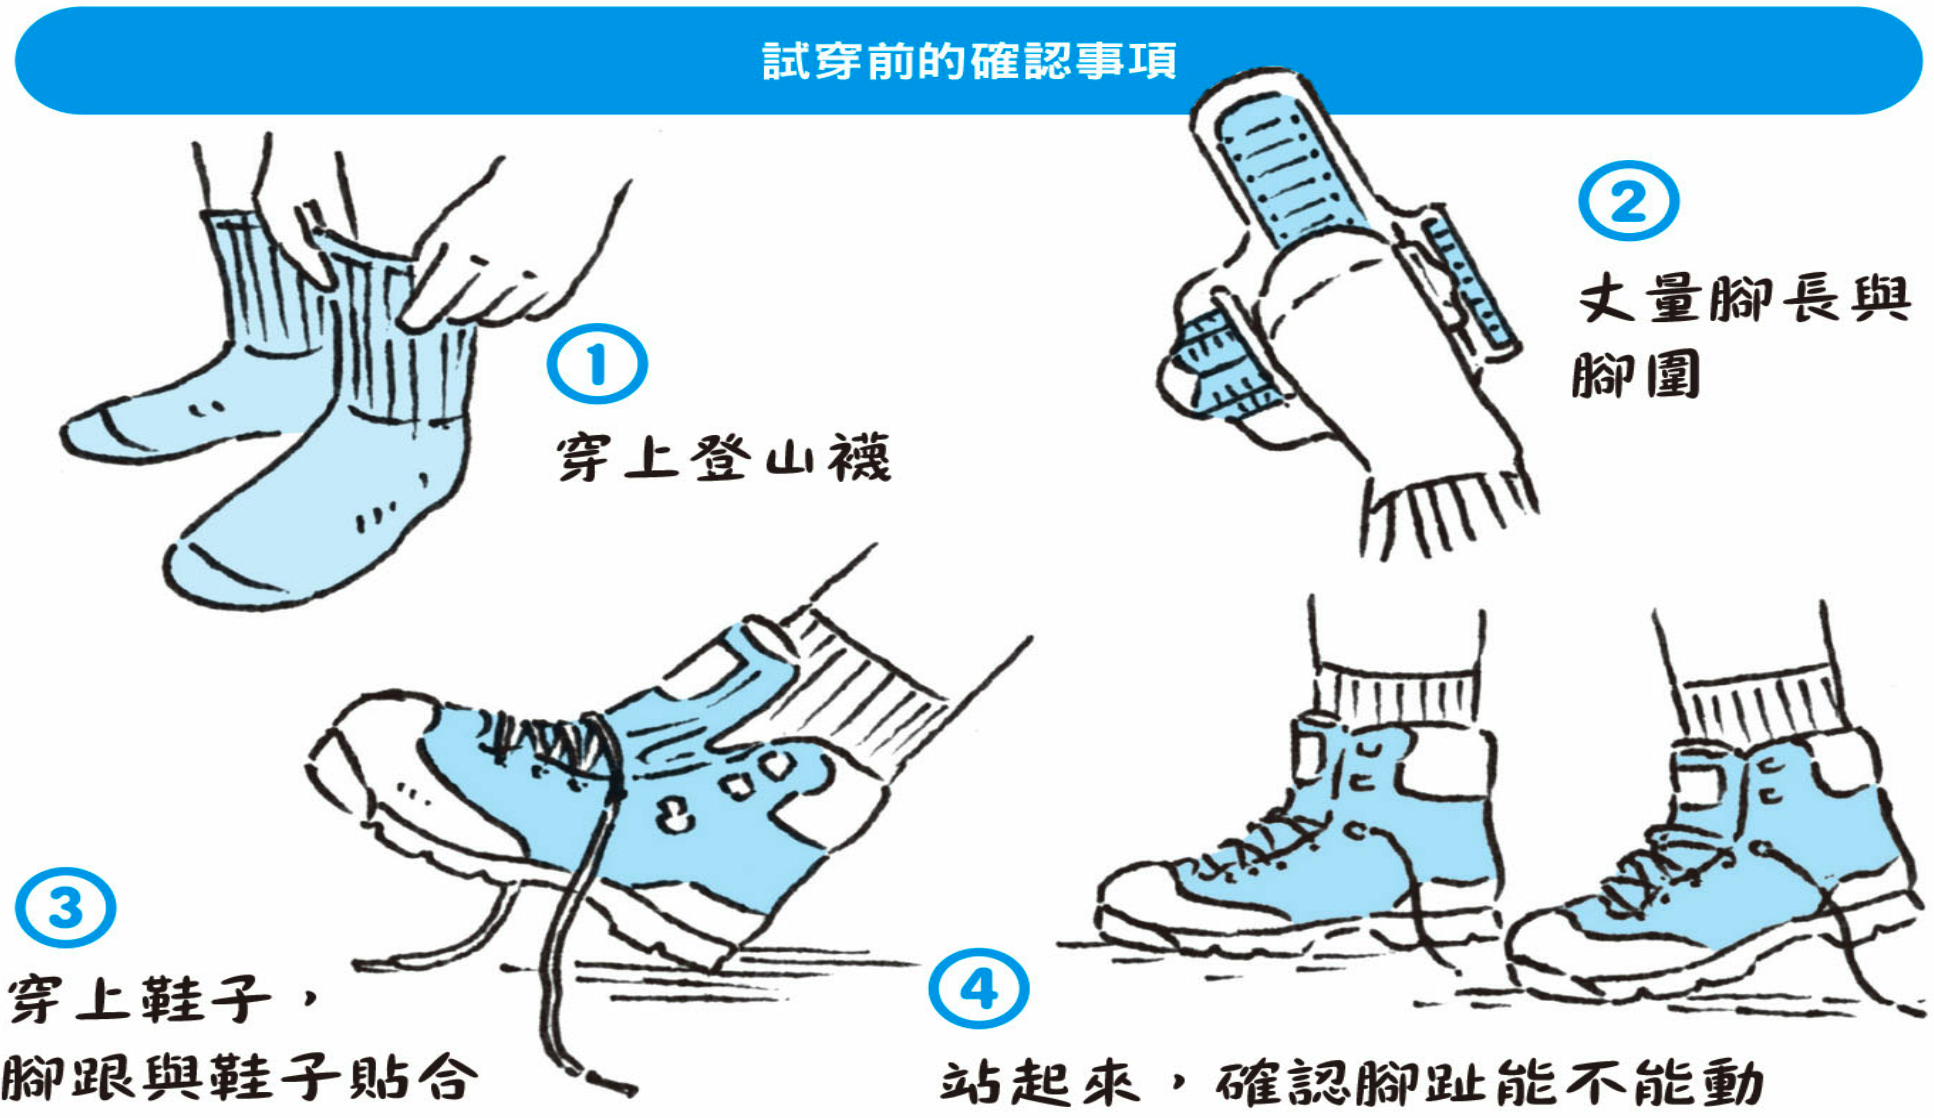 試穿前的確認事項
1
穿上登山襪
2
丈量腳長與
腳圍
3
穿上鞋子，
腳跟與鞋子貼合
4
站起來，確認腳趾能不能動